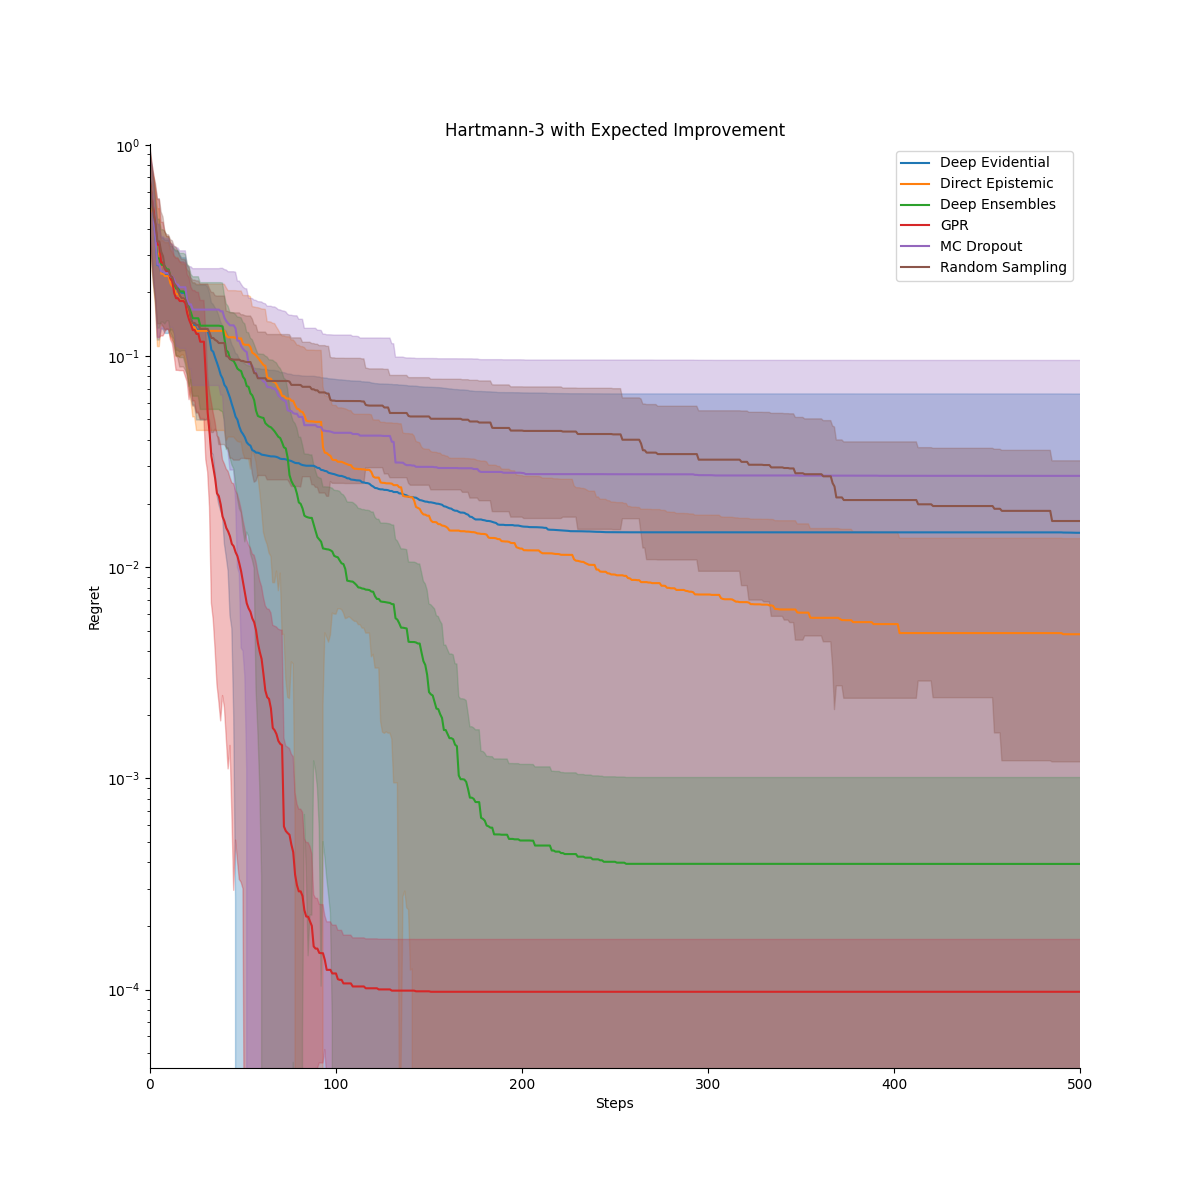 Hartmann-3 with Expected Improvement
Deep Evidential
Direct Epistemic
Deep Ensembles
GPR
MC Dropout
Random Sampling
Regret
10^0
10^-1
10^-2
10^-3
10^-4
0 100 200 300 400 500
Steps